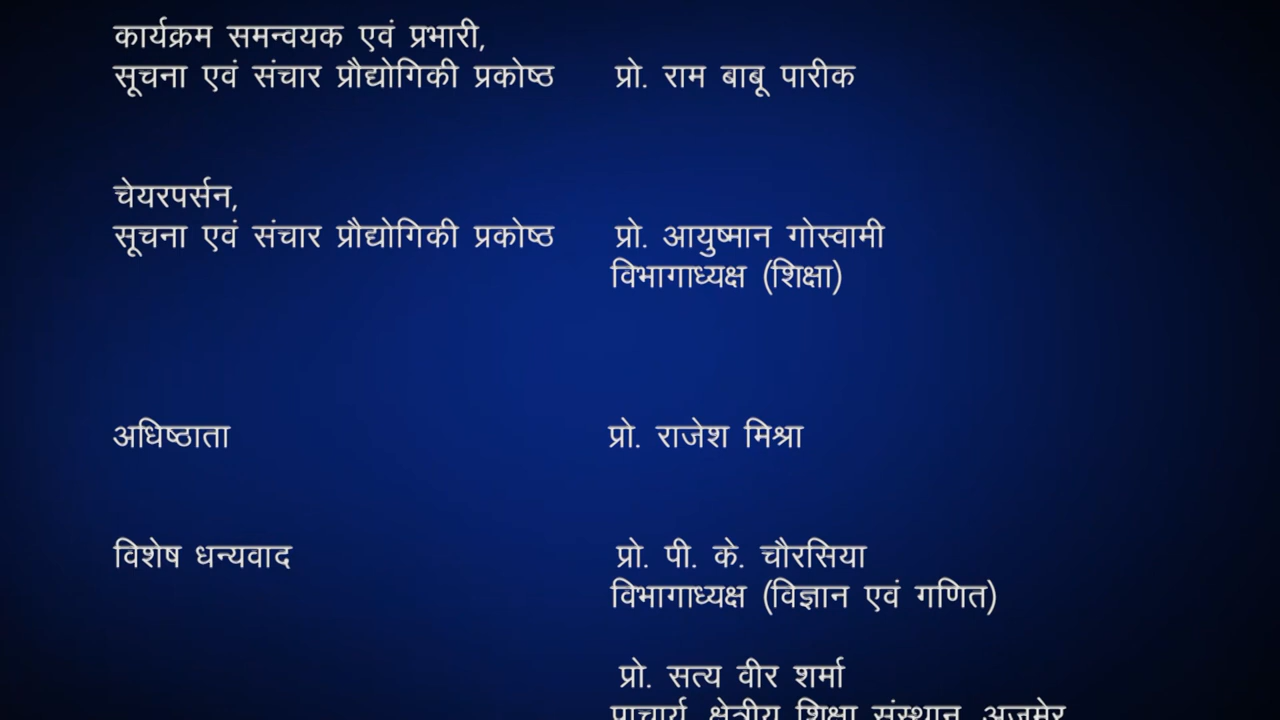 कार्यक्रम समन्वयक एवं प्रभारी,
सूचना एवं संचार प्रौद्योगिकी प्रकोष्ठ प्रो. राम बाबू पारीक
चेयरपर्सन,
सूचना एवं संचार प्रौद्योगिकी प्रकोष्ठ प्रो. आयुष्मान गोस्वामी
विभागाध्यक्ष (शिक्षा)
अधिष्ठाता प्रो. राजेश मिश्रा
विशेष धन्यवाद प्रो. पी. के. चौरसिया
विभागाध्यक्ष (विज्ञान एवं गणित)
प्रो. सत्य वीर शर्मा
प्राचार्य, क्षेत्रीय शिक्षा संस्थान, अजमेर